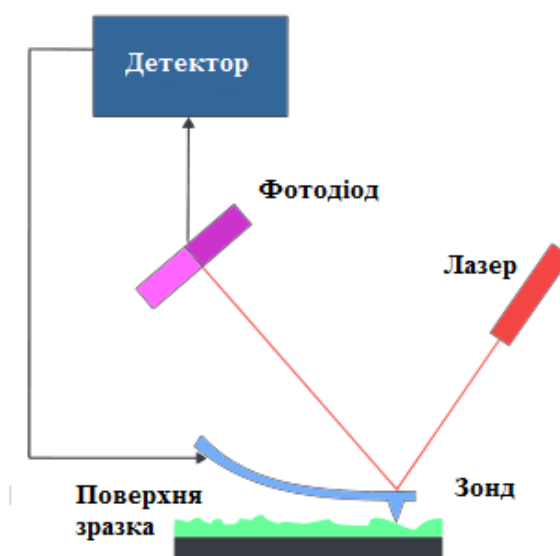 Детектор
Фотодіод
Лазер
Зонд
Поверхня
зразка